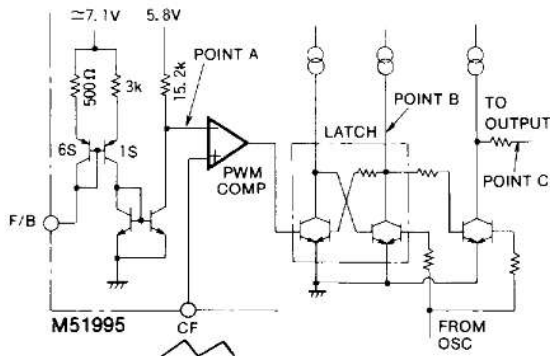 ≃7.1V
5.8V
500Ω
3k
15.2k
POINT A
6S
1S
F/B
PWM
COMP
LATCH
POINT B
TO
OUTPUT
POINT C
M51995
CF
FROM
OSC